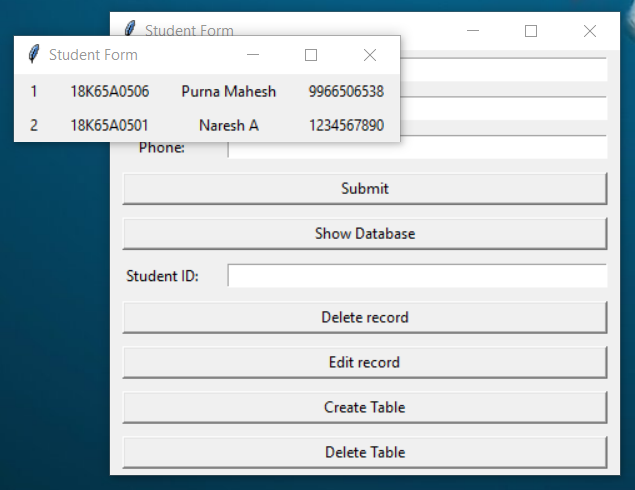 Student Form
Student Form
1 18K65A0506 Purna Mahesh 9966506538
2 18K65A0501 Naresh A 1234567890
Phone:
Submit
Show Database
Student ID:
Delete record
Edit record
Create Table
Delete Table